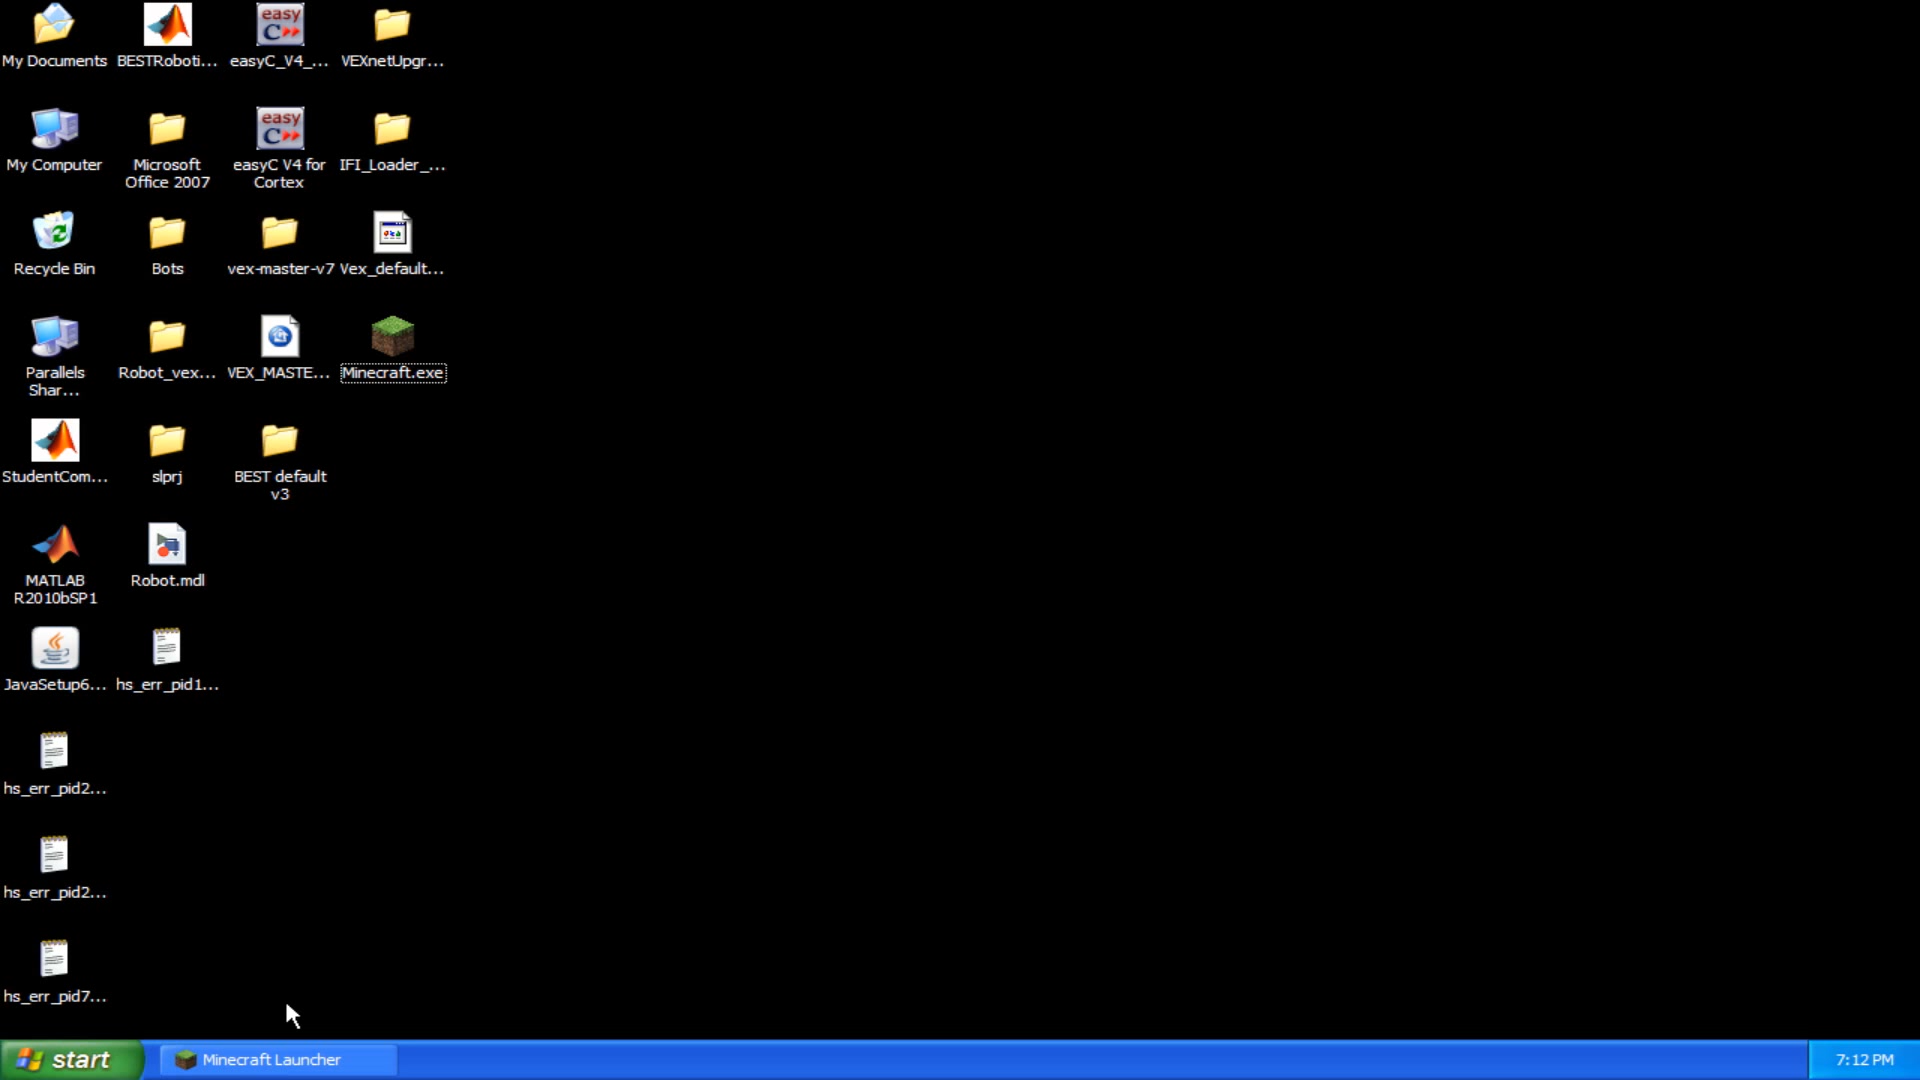 My Documents
BESTRoboti...
easy
C
easyC_V4_...
VEXnetUpgr...
My Computer
Microsoft
Office 2007
easy
C
easyC V4 for
Cortex
IFI_Loader_...
Recycle Bin
Bots
vex-master-v7
Vex_default...
Parallels
Shar...
Robot_vex...
VEX_MASTE...
Minecraft.exe
StudentCom...
slprj
BEST default
v3
MATLAB
R2010bSP1
Robot.mdl
JavaSetup6...
hs_err_pid1...
hs_err_pid2...
hs_err_pid2...
hs_err_pid7...
start
Minecraft Launcher
7:12 PM